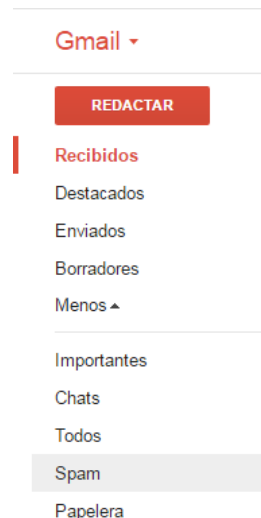 Gmail
REDACTAR
Recibidos
Destacados
Enviados
Borradores
Menos
Importantes
Chats
Todos
Spam
Papelera